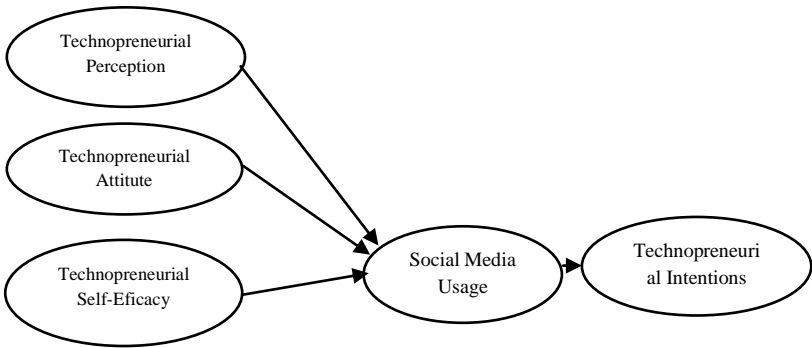 Technopreneurial
Perception
Technopreneurial
Attitute
Technopreneurial
Self-Eficacy
Social Media
Usage
Technopreneuri
al Intentions